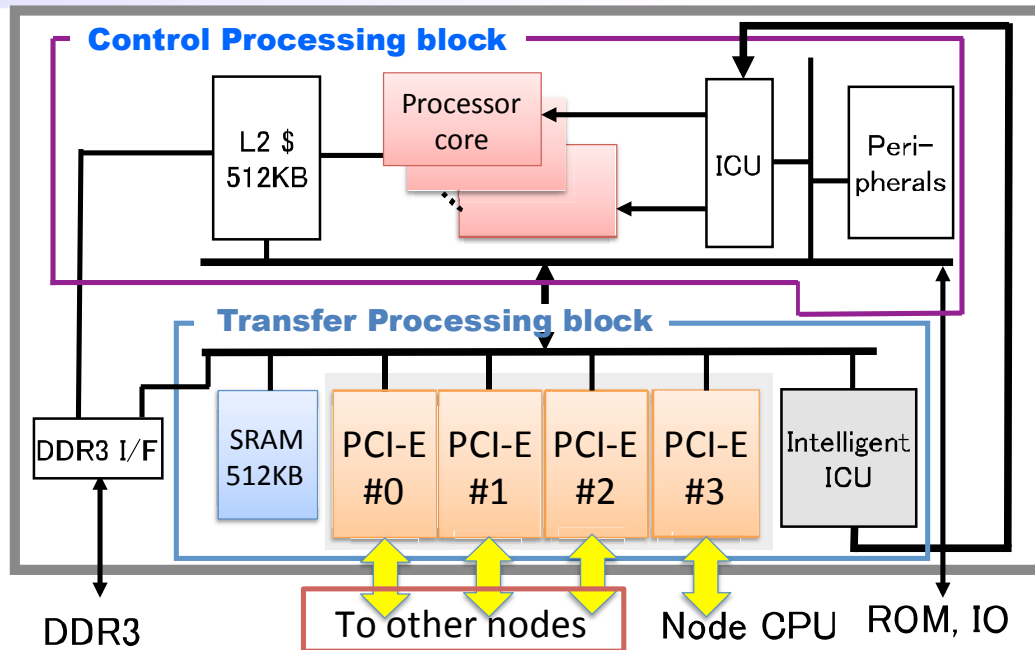 Control Processing block
L2 $
512KB
Processor
core
ICU
Peri-
pherals
Transfer Processing block
DDR3 I/F
SRAM
512KB
PCI-E
#0
PCI-E
#1
PCI-E
#2
PCI-E
#3
Intelligent
ICU
DDR3
To other nodes
Node CPU
ROM, IO